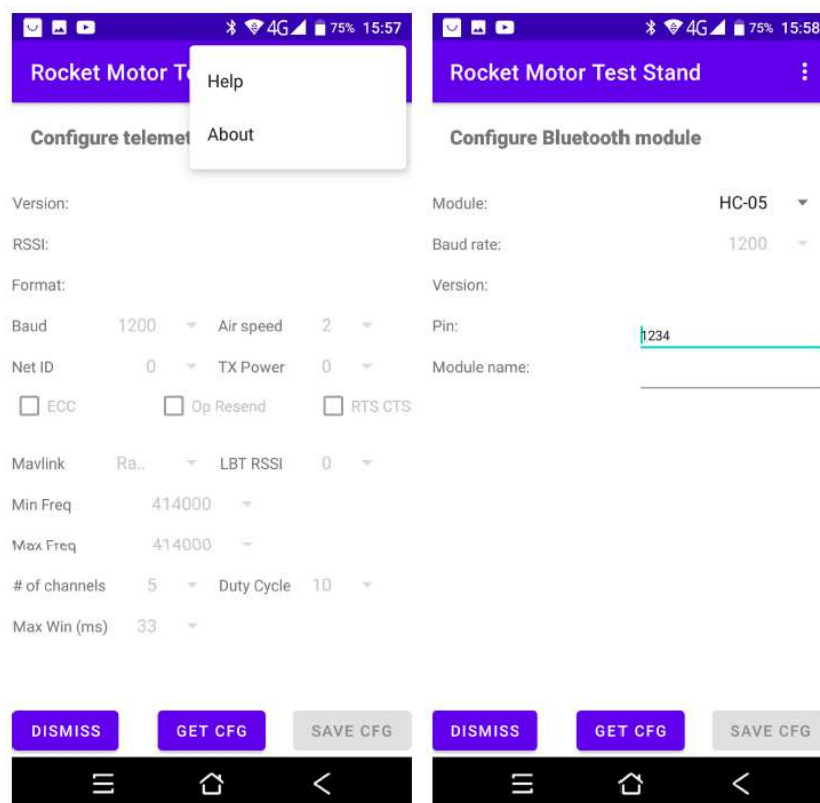 4G 75% 15:57
Rocket Motor Te
Help
About
Configure telemet
Version:
RSSI:
Format:
Baud 1200 Air speed 2
Net ID 0 TX Power 0
ECC Op Resend RTS CTS
Mavlink Ra.. LBT RSSI 0
Min Freq 414000
Max Freq 414000
# of channels 5 Duty Cycle 10
Max Win (ms) 33
DISMISS GET CFG SAVE CFG
4G 75% 15:58
Rocket Motor Test Stand
Configure Bluetooth module
Module: HC-05
Baud rate: 1200
Version:
Pin: 1234
Module name:
DISMISS GET CFG SAVE CFG